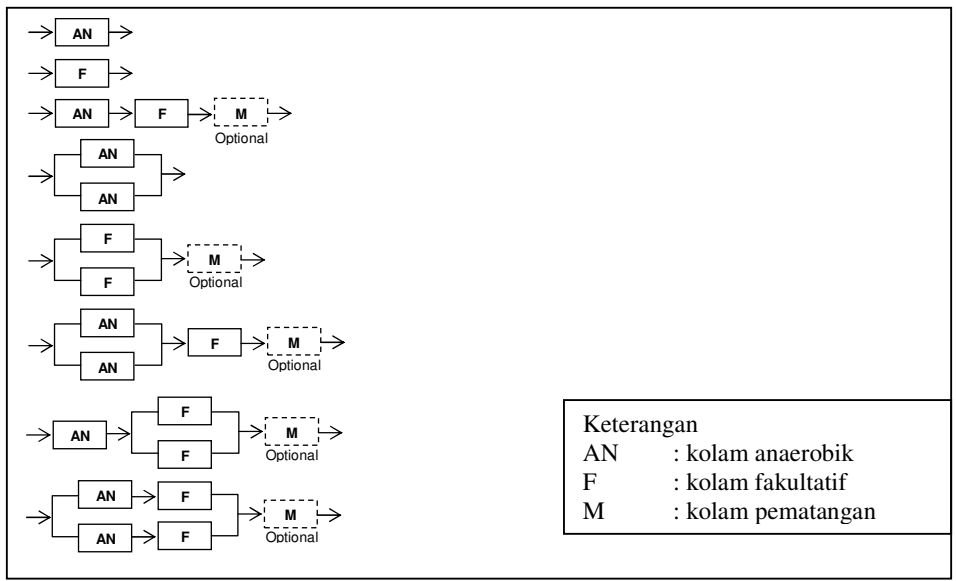 AN
F
AN F M
Optional
AN
AN
F
M
F
Optional
AN
F M
AN
Optional
F
AN M
F
Optional
AN F
M
AN F
Optional
Keterangan
AN : kolam anaerobik
F : kolam fakultatif
M : kolam pematangan